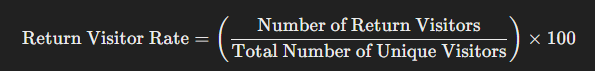 Return Visitor Rate = ( Number of Return Visitors / Total Number of Unique Visitors ) × 100